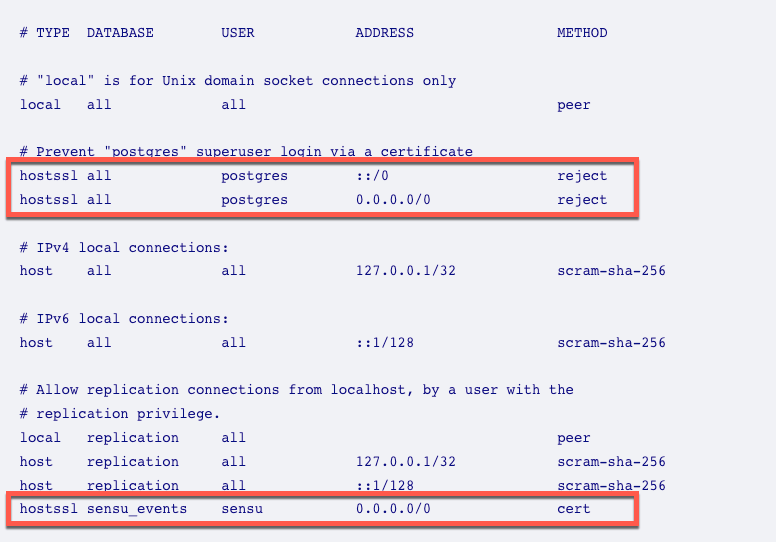 # TYPE  DATABASE        USER            ADDRESS                 METHOD
# "local" is for Unix domain socket connections only
local   all             all                                     peer
# Prevent "postgres" superuser login via a certificate
hostssl all             postgres        ::/0                    reject
hostssl all             postgres        0.0.0.0/0               reject
# IPv4 local connections:
host    all             all             127.0.0.1/32            scram-sha-256
# IPv6 local connections:
host    all             all             ::1/128                 scram-sha-256
# Allow replication connections from localhost, by a user with the
# replication privilege.
local   replication     all                                     peer
host    replication     all             127.0.0.1/32            scram-sha-256
host    replication     all             ::1/128                 scram-sha-256
hostssl sensu_events    sensu           0.0.0.0/0               cert